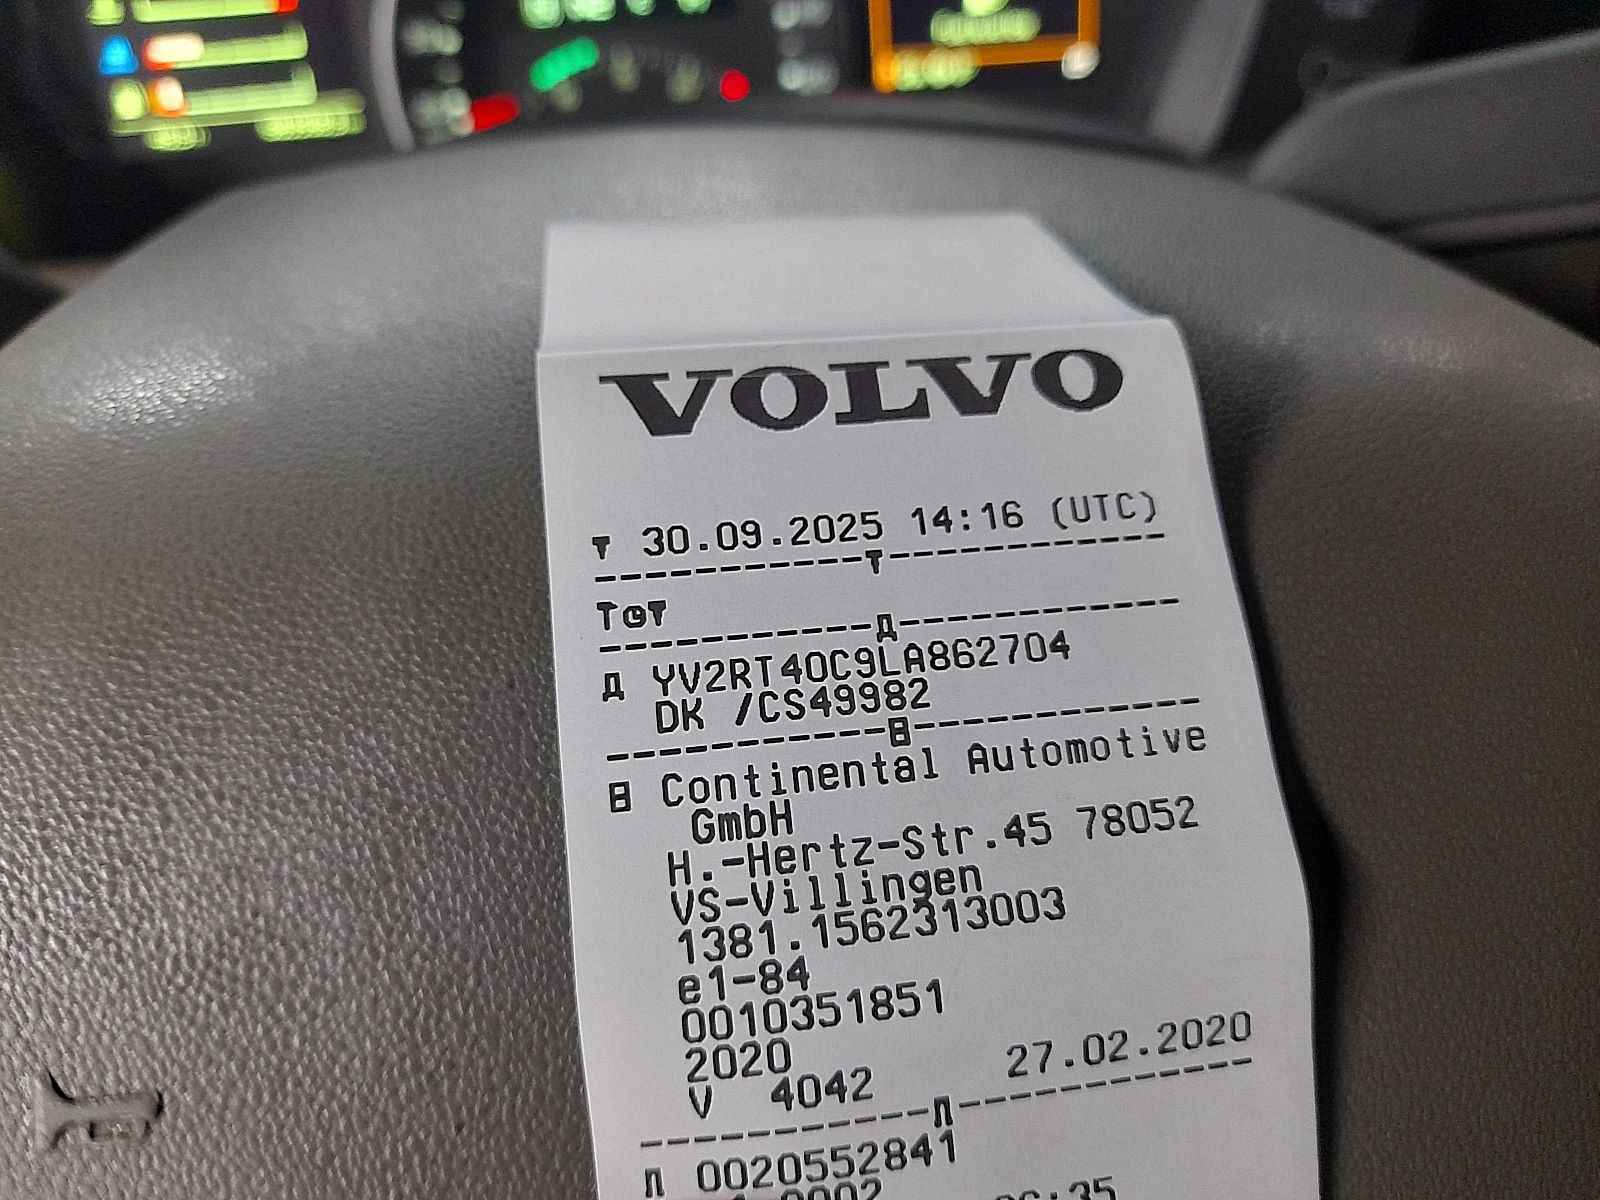 VOLVO
▼ 30.09.2025 14:16 (UTC)
-----------▼-----------
T⊕▼
-----------Д-----------
Д YV2RT40C9LA862704
DK /CS49982
-----------B-----------
B Continental Automotive
GmbH
H.-Hertz-Str.45 78052
VS-Villingen
1381.1562313003
e1-84
0010351851
2020
V 4042 27.02.2020
-----------Л-----------
Л 0020552841